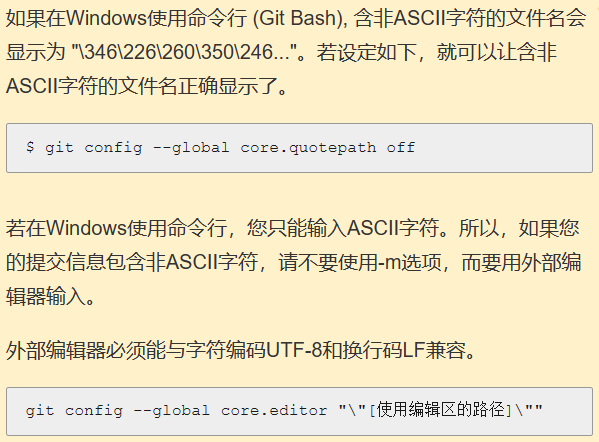 如果在Windows使用命令行 (Git Bash), 含非ASCII字符的文件名会
显示为 "\346\226\260\350\246..."。若设定如下，就可以让含非
ASCII字符的文件名正确显示了。
$ git config --global core.quotepath off
若在Windows使用命令行，您只能输入ASCII字符。所以，如果您
的提交信息包含非ASCII字符，请不要使用-m选项，而要用外部编
辑器输入。
外部编辑器必须能与字符编码UTF-8和换行码LF兼容。
git config --global core.editor "\"[使用编辑区的路径]\""